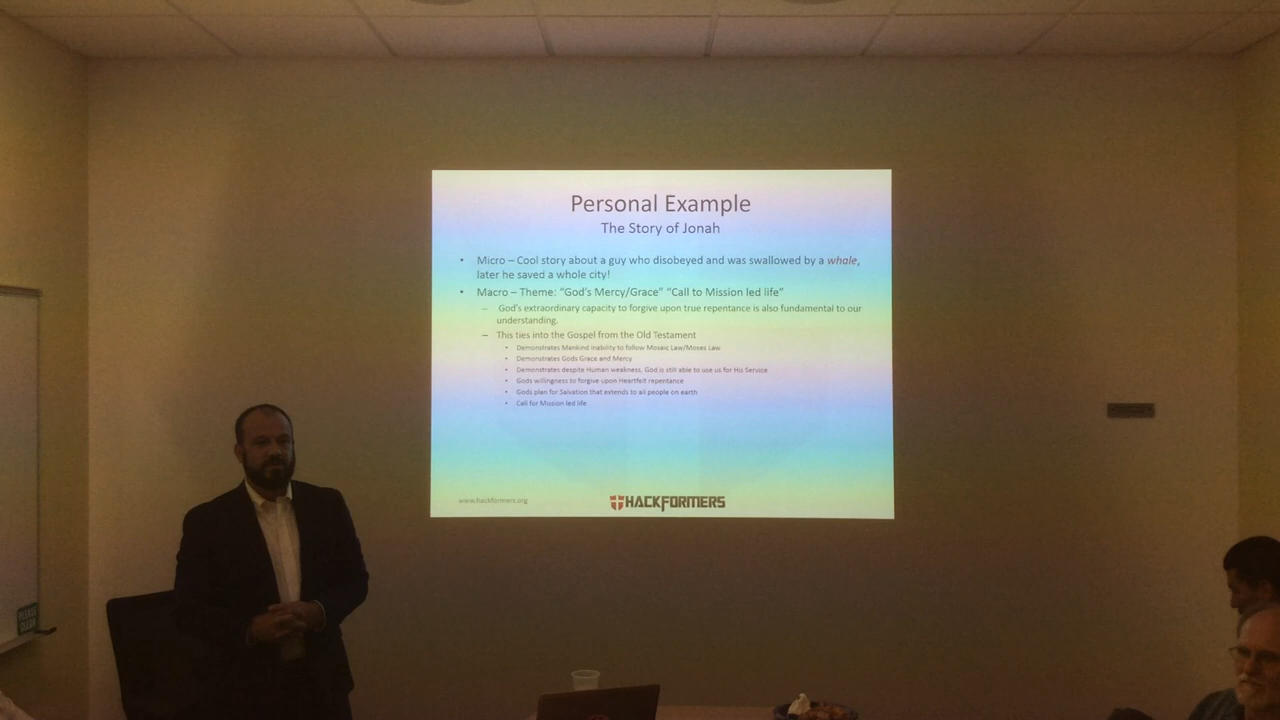 Personal Example
The Story of Jonah
• Micro – Cool story about a guy who disobeyed and was swallowed by a whale,
later he saved a whole city!
• Macro – Theme: "God's Mercy/Grace" "Call to Mission led life"
– God's extraordinary capacity to forgive upon true repentance is also fundamental to our
understanding.
– This ties into the Gospel from the Old Testament
• Demonstrates Mankind inability to follow Mosaic Law/Moses Law
• Demonstrates Gods Grace and Mercy
• Demonstrates despite Human weakness, God is still able to use us for His Service
• Gods willingness to forgive upon Heartfelt repentance
• Gods plan for Salvation that extends to all people on earth
• Call for Mission led life
www.hackformers.org
HACKFORMERS
PLEASE
CLEAN